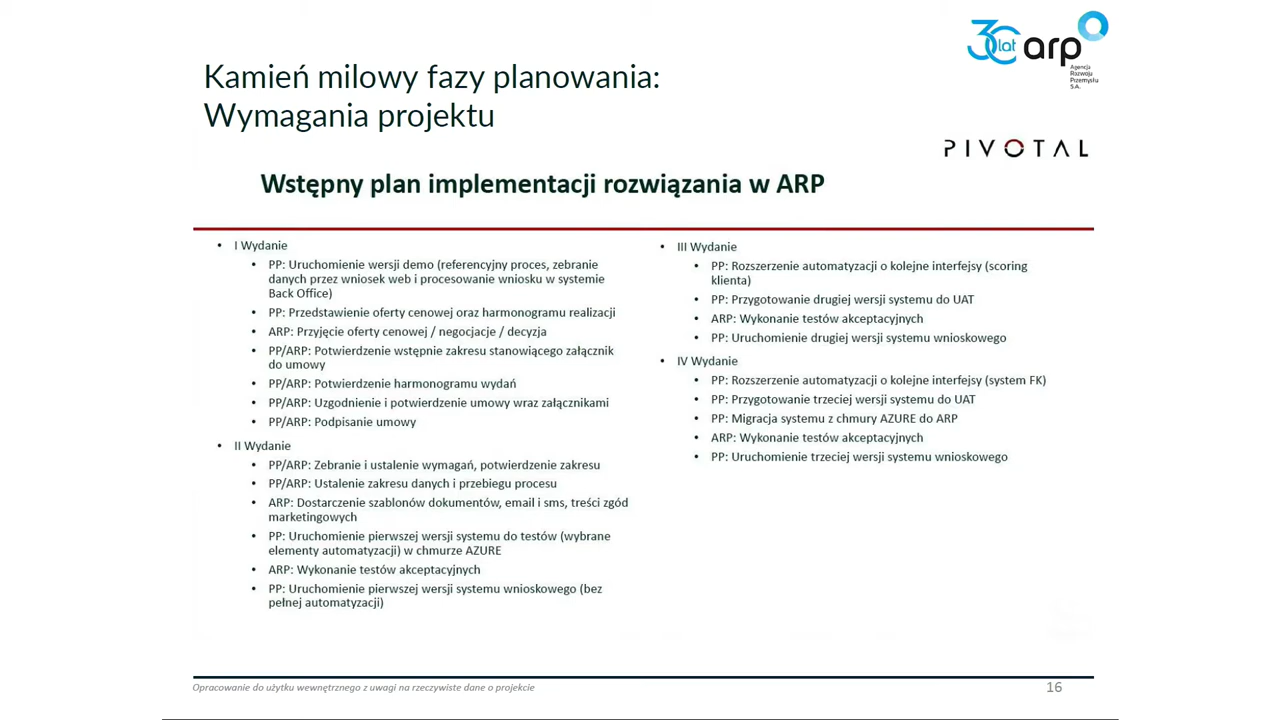 30 lat arp
Agencja
Rozwoju
Przemysłu
S.A.
Kamień milowy fazy planowania:
Wymagania projektu
PIVOTAL
Wstępny plan implementacji rozwiązania w ARP
• I Wydanie
• PP: Uruchomienie wersji demo (referencyjny proces, zebranie
danych przez wniosek web i procesowanie wniosku w systemie
Back Office)
• PP: Przedstawienie oferty cenowej oraz harmonogramu realizacji
• ARP: Przyjęcie oferty cenowej / negocjacje / decyzja
• PP/ARP: Potwierdzenie wstępnie zakresu stanowiącego załącznik
do umowy
• PP/ARP: Potwierdzenie harmonogramu wydań
• PP/ARP: Uzgodnienie i potwierdzenie umowy wraz załącznikami
• PP/ARP: Podpisanie umowy
• II Wydanie
• PP/ARP: Zebranie i ustalenie wymagań, potwierdzenie zakresu
• PP/ARP: Ustalenie zakresu danych i przebiegu procesu
• ARP: Dostarczenie szablonów dokumentów, email i sms, treści zgód
marketingowych
• PP: Uruchomienie pierwszej wersji systemu do testów (wybrane
elementy automatyzacji) w chmurze AZURE
• ARP: Wykonanie testów akceptacyjnych
• PP: Uruchomienie pierwszej wersji systemu wnioskowego (bez
pełnej automatyzacji)
• III Wydanie
• PP: Rozszerzenie automatyzacji o kolejne interfejsy (scoring
klienta)
• PP: Przygotowanie drugiej wersji systemu do UAT
• ARP: Wykonanie testów akceptacyjnych
• PP: Uruchomienie drugiej wersji systemu wnioskowego
• IV Wydanie
• PP: Rozszerzenie automatyzacji o kolejne interfejsy (system FK)
• PP: Przygotowanie trzeciej wersji systemu do UAT
• PP: Migracja systemu z chmury AZURE do ARP
• ARP: Wykonanie testów akceptacyjnych
• PP: Uruchomienie trzeciej wersji systemu wnioskowego
Opracowanie do użytku wewnętrznego z uwagi na rzeczywiste dane o projekcie
16